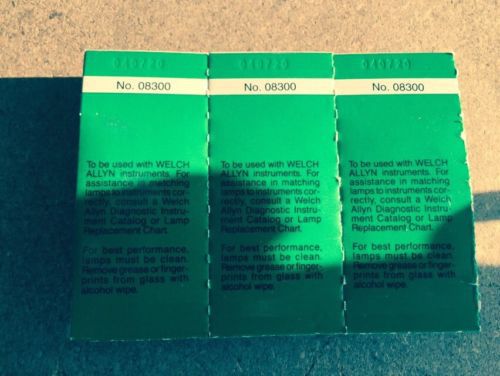 040720
No. 08300
To be used with WELCH
ALLYN instruments. For
assistance in matching
lamps to instruments cor-
rectly, consult a Welch
Allyn Diagnostic Instru-
ment Catalog or Lamp
Replacement Chart.
For best performance,
lamps must be clean.
Remove grease or finger-
prints from glass with
alcohol wipe.
040720
No. 08300
To be used with WELCH
ALLYN instruments. For
assistance in matching
lamps to instruments cor-
rectly, consult a Welch
Allyn Diagnostic Instru-
ment Catalog or Lamp
Replacement Chart.
For best performance,
lamps must be clean.
Remove grease or finger-
prints from glass with
alcohol wipe.
040720
No. 08300
To be used with WELCH
ALLYN instruments. For
assistance in matching
lamps to instruments cor-
rectly, consult a Welch
Allyn Diagnostic Instru-
ment Catalog or Lamp
Replacement Chart.
For best performance,
lamps must be clean.
Remove grease or finger-
prints from glass with
alcohol wipe.